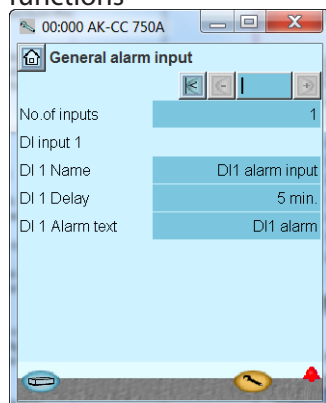 functions
00:000 AK-CC 750A
General alarm input
No.of inputs 1
DI input 1
DI 1 Name DI1 alarm input
DI 1 Delay 5 min.
DI 1 Alarm text DI1 alarm